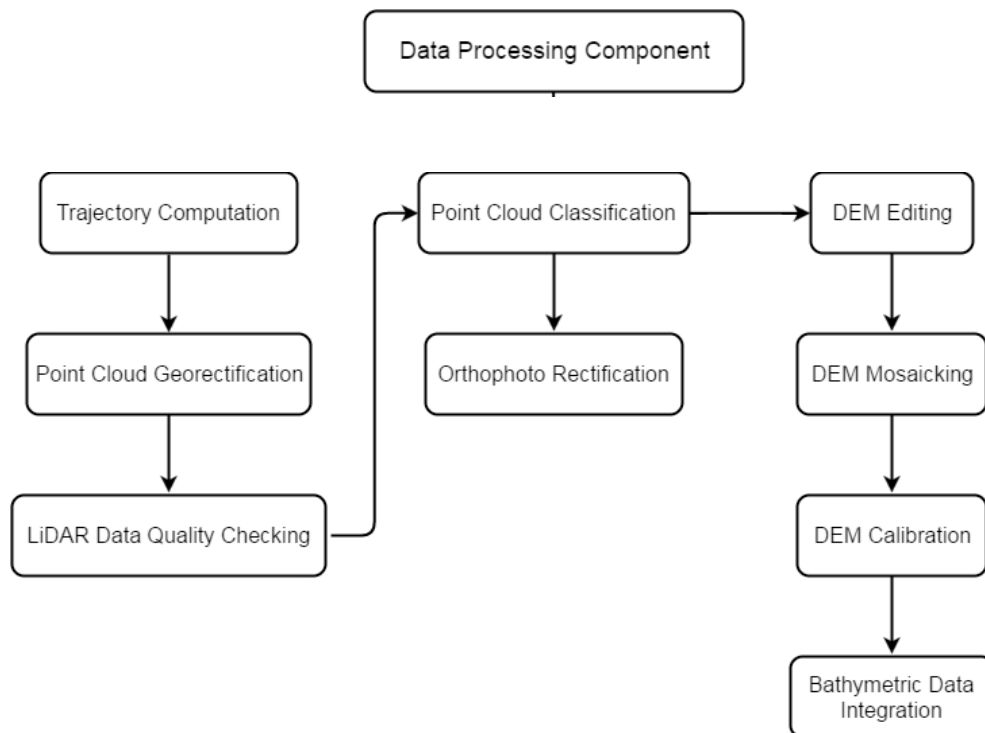 Data Processing Component
Trajectory Computation
Point Cloud Georectification
LiDAR Data Quality Checking
Point Cloud Classification
Orthophoto Rectification
DEM Editing
DEM Mosaicking
DEM Calibration
Bathymetric Data
Integration